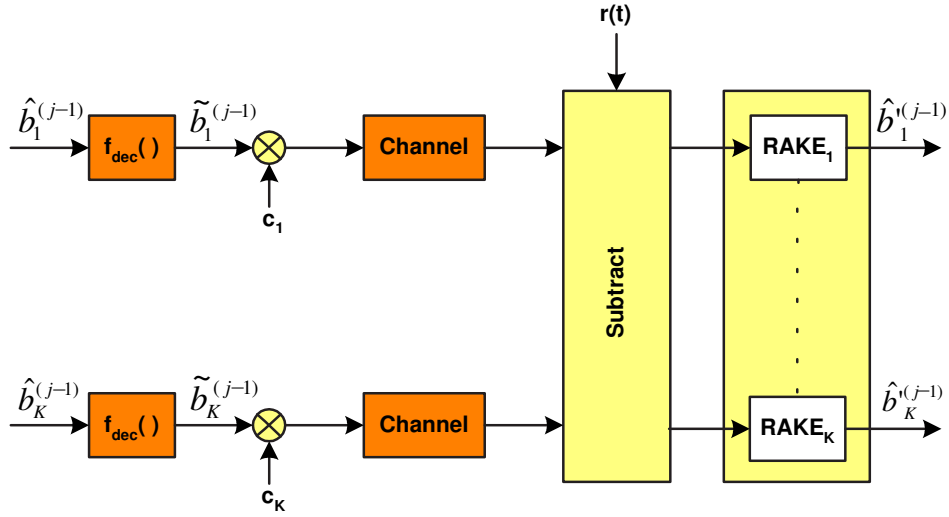 r(t)
b̂₁⁽ʲ⁻¹⁾
f_dec( )
b̃₁⁽ʲ⁻¹⁾
c₁
Channel
Subtract
RAKE₁
b̂'₁⁽ʲ⁻¹⁾
b̂_K⁽ʲ⁻¹⁾
f_dec( )
b̃_K⁽ʲ⁻¹⁾
c_K
Channel
RAKE_K
b̂'_K⁽ʲ⁻¹⁾